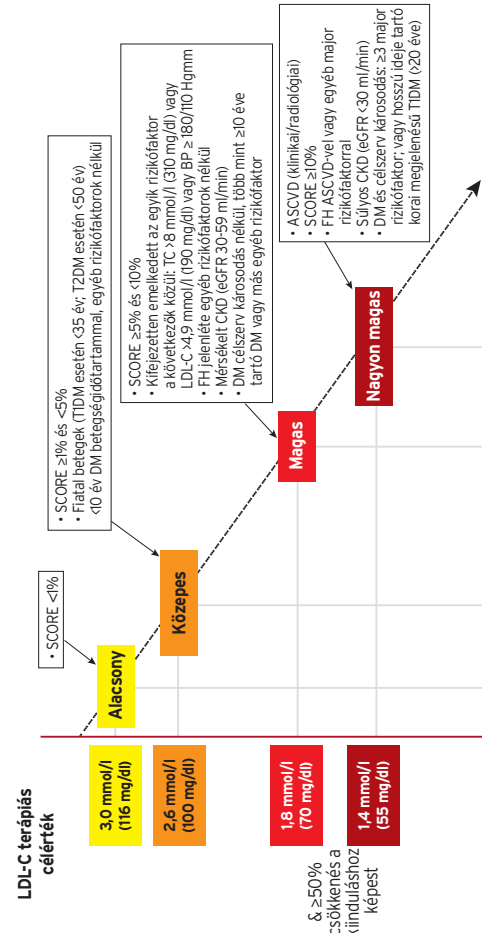 LDL-C terápiás
célérték
3,0 mmol/l
(116 mg/dl)
2,6 mmol/l
(100 mg/dl)
1,8 mmol/l
(70 mg/dl)
1,4 mmol/l
(55 mg/dl)
& ≥50%
csökkenés a
kiinduláshoz
képest
Alacsony
• SCORE <1%
Közepes
• SCORE ≥1% és <5%
• Fiatal betegek (T1DM esetén <35 év; T2DM esetén <50 év)
<10 év DM betegségidőtartammal, egyéb rizikófaktorok nélkül
Magas
• SCORE ≥5% és <10%
• Kifejezetten emelkedett az egyik rizikófaktor
a következők közül: TC >8 mmol/l (310 mg/dl) vagy
LDL-C >4,9 mmol/l (190 mg/dl) vagy BP ≥ 180/110 Hgmm
• FH jelenléte egyéb rizikófaktorok nélkül
• Mérsékelt CKD (eGFR 30-59 ml/min)
• DM célszerv károsodás nélkül, több mint ≥10 éve
tartó DM vagy más egyéb rizikófaktor
Nagyon magas
• ASCVD (klinikai/radiológiai)
• SCORE ≥10%
• FH ASCVD-vel vagy egyéb major
rizikófaktorral
• Súlyos CKD (eGFR <30 ml/min)
• DM és célszerv károsodás: ≥3 major
rizikófaktor; vagy hosszú ideje tartó
korai megjelenésű T1DM (>20 éve)